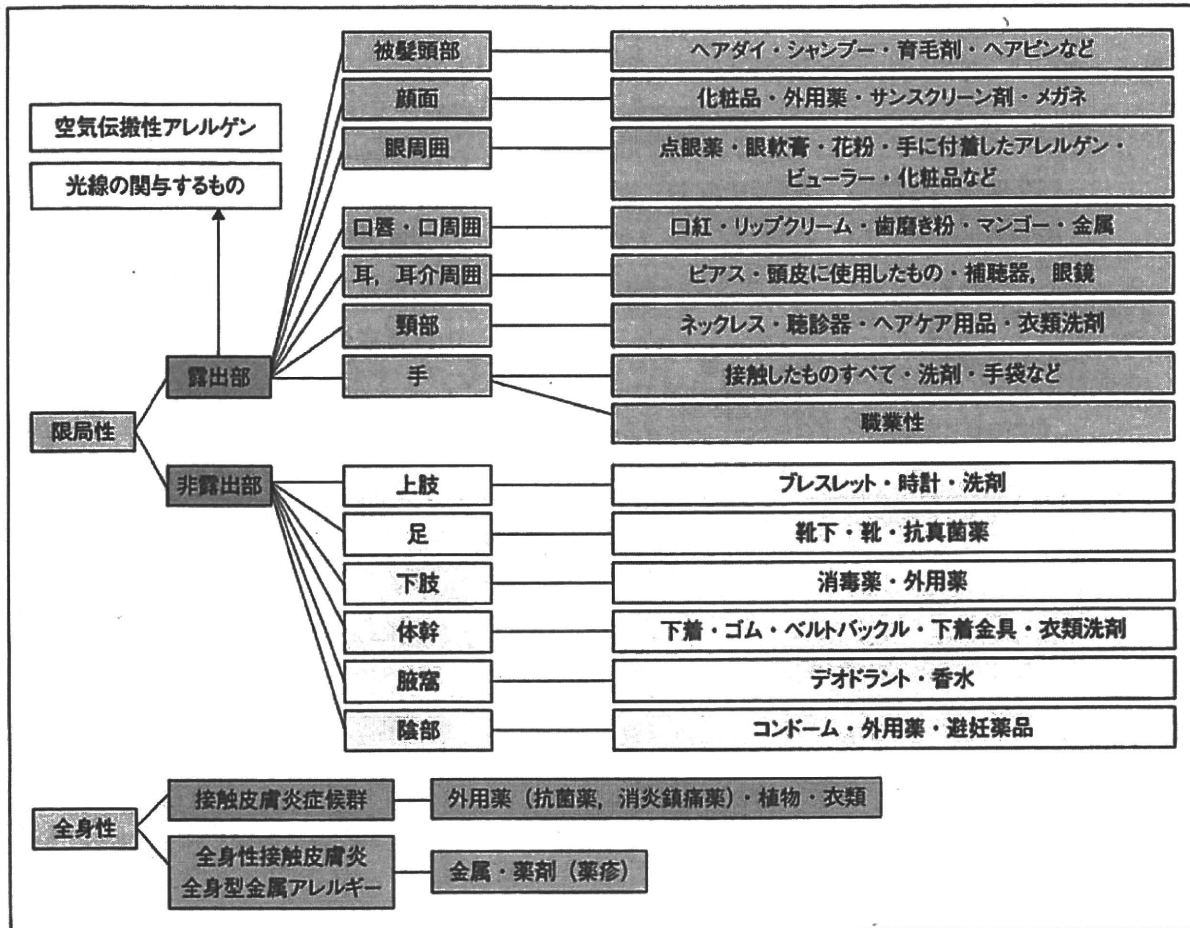 被髪頭部
ヘアダイ・シャンプー・育毛剤・ヘアピンなど
顔面
化粧品・外用薬・サンスクリーン剤・メガネ
空気伝搬性アレルゲン
眼周囲
点眼薬・眼軟膏・花粉・手に付着したアレルゲン・
ビューラー・化粧品など
光線の関与するもの
口唇・口周囲
口紅・リップクリーム・歯磨き粉・マンゴー・金属
耳,耳介周囲
ピアス・頭皮に使用したもの・補聴器,眼鏡
頸部
ネックレス・聴診器・ヘアケア用品・衣類洗剤
露出部
手
接触したものすべて・洗剤・手袋など
職業性
限局性
非露出部
上肢
ブレスレット・時計・洗剤
足
靴下・靴・抗真菌薬
下肢
消毒薬・外用薬
体幹
下着・ゴム・ベルトバックル・下着金具・衣類洗剤
腋窩
デオドラント・香水
陰部
コンドーム・外用薬・避妊薬品
全身性
接触皮膚炎症候群
外用薬(抗菌薬,消炎鎮痛薬)・植物・衣類
全身性接触皮膚炎
全身型金属アレルギー
金属・薬剤(薬疹)